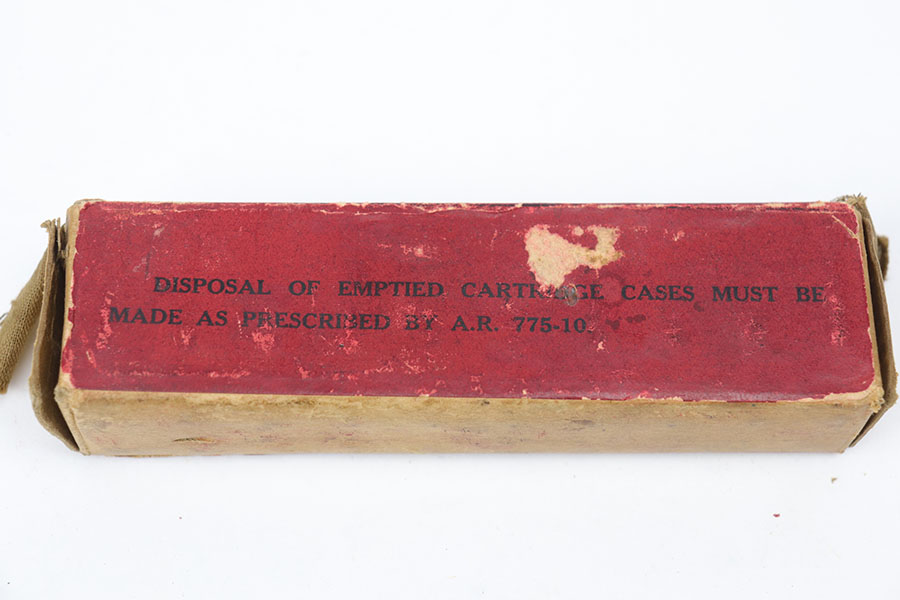 DISPOSAL OF EMPTIED CARTRIDGE CASES MUST BE
MADE AS PRESCRIBED BY A.R. 775-10.